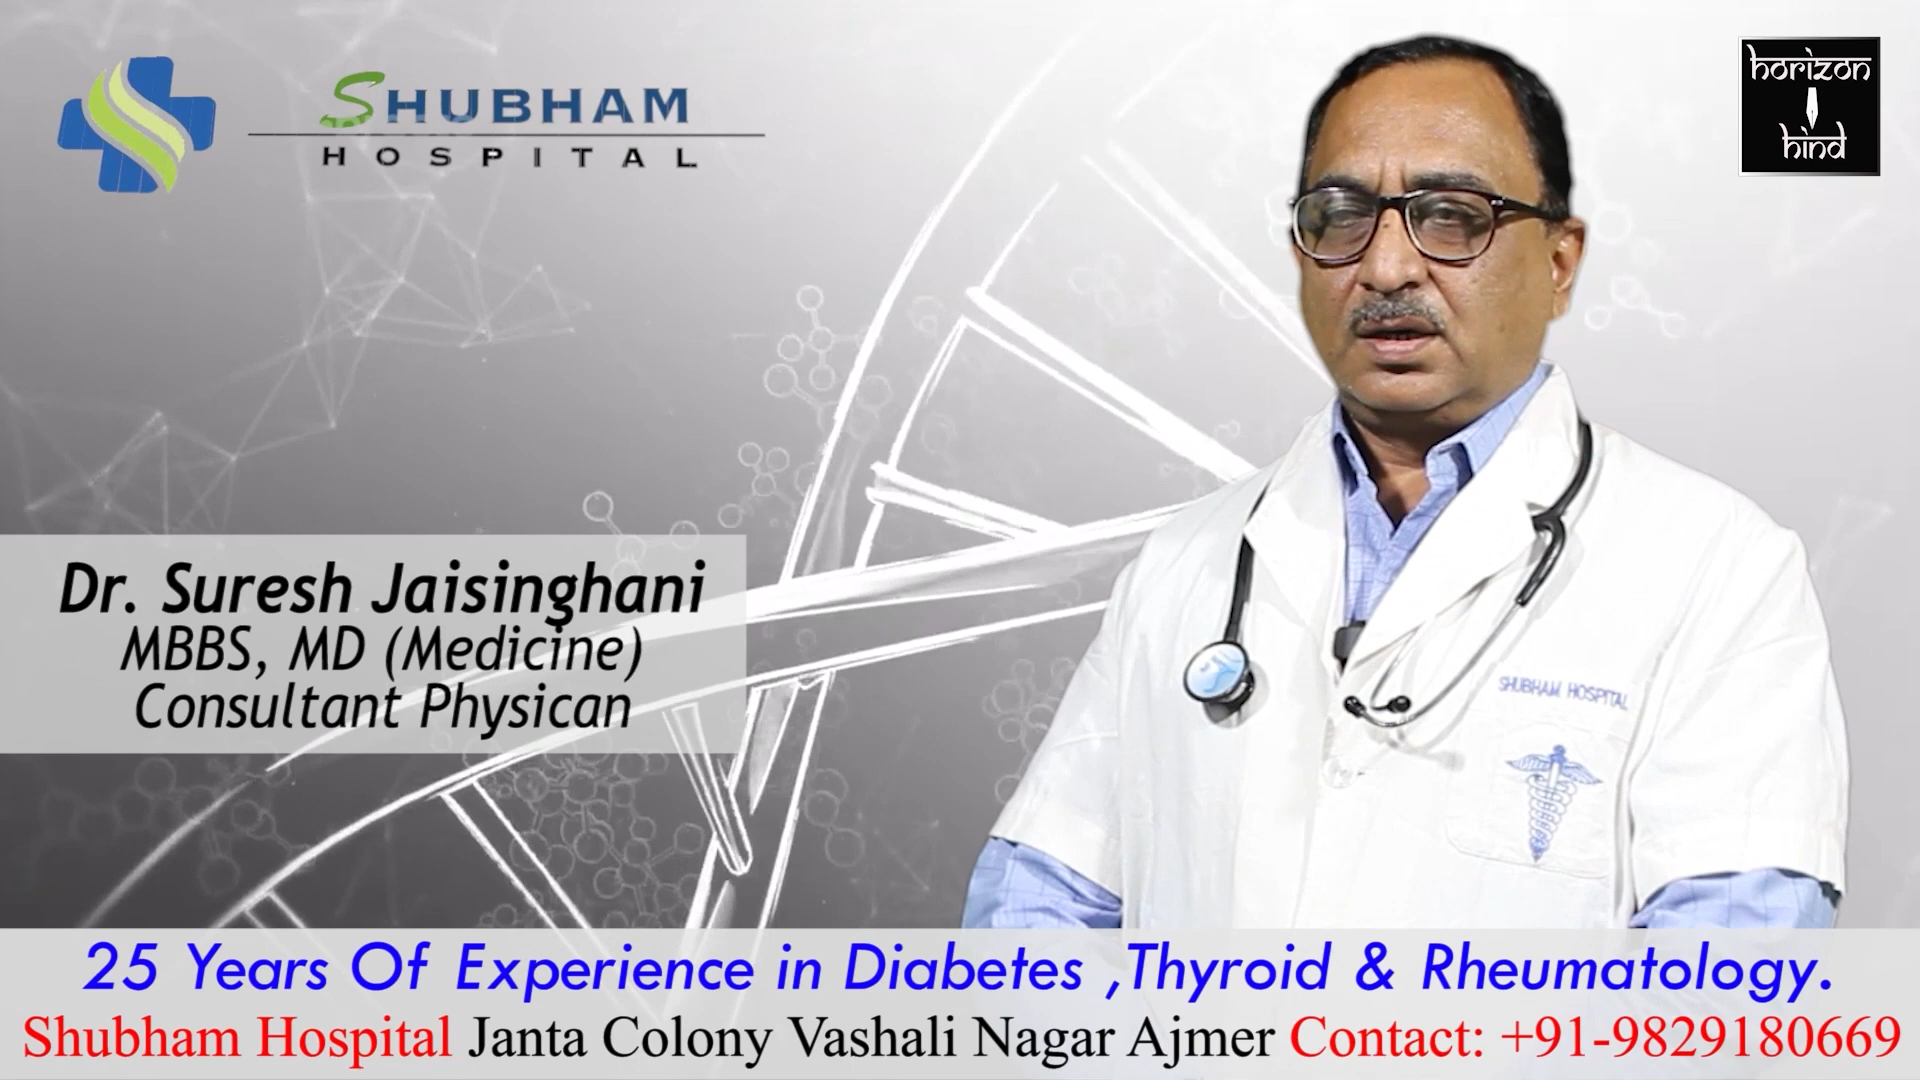 SHUBHAM
HOSPITAL
horizon
hind
Dr. Suresh Jaisinghani
MBBS, MD (Medicine)
Consultant Physican
SHUBHAM HOSPITAL
25 Years Of Experience in Diabetes ,Thyroid & Rheumatology.
Shubham Hospital Janta Colony Vashali Nagar Ajmer Contact: +91-9829180669